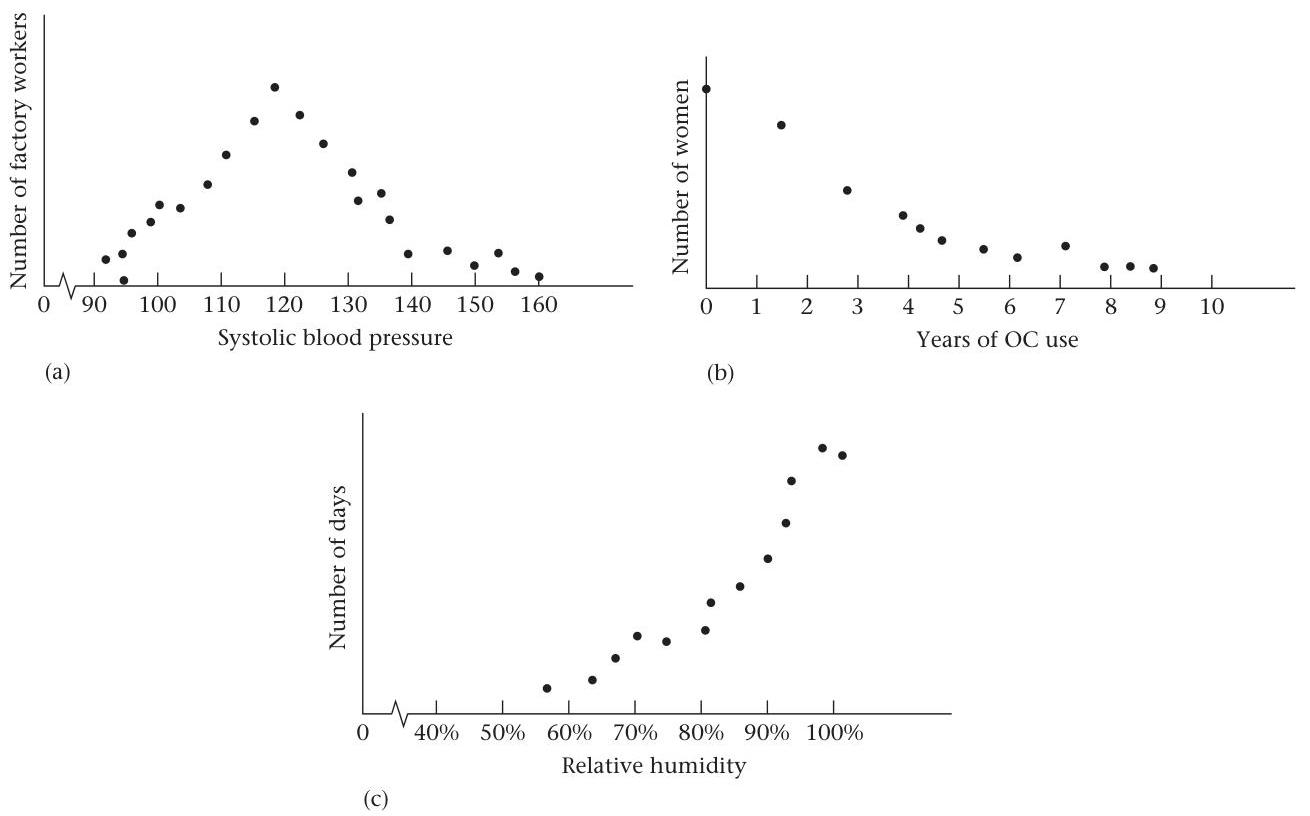 Number of factory workers
0 90 100 110 120 130 140 150 160
Systolic blood pressure
(a)
Number of women
0 1 2 3 4 5 6 7 8 9 10
Years of OC use
(b)
Number of days
0 40% 50% 60% 70% 80% 90% 100%
Relative humidity
(c)